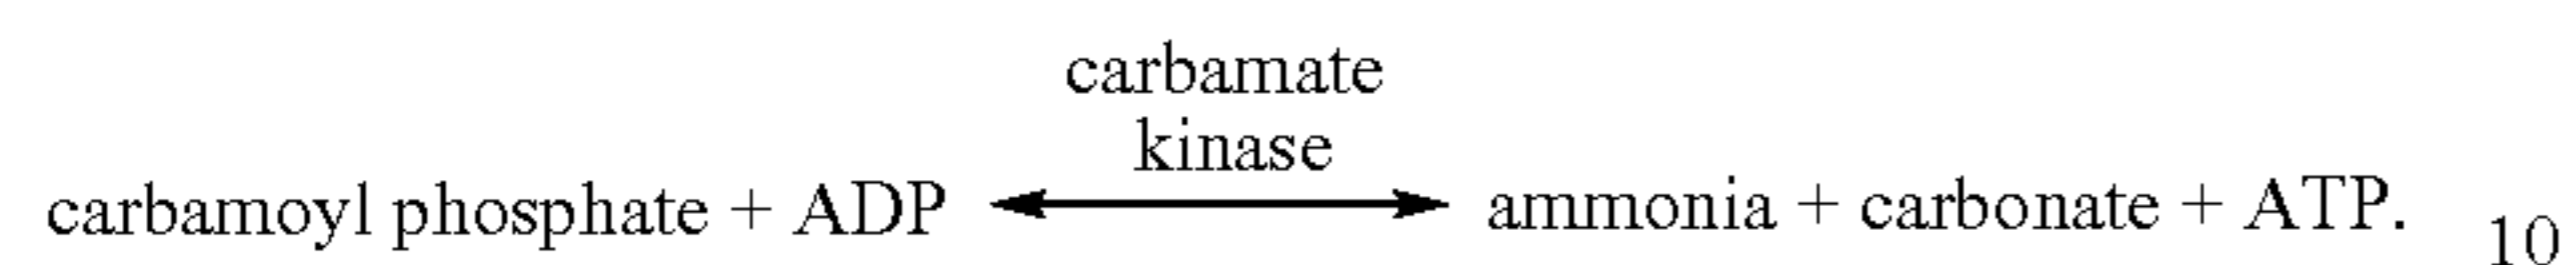 carbamate
kinase
carbamoyl phosphate + ADP ⟷ ammonia + carbonate + ATP. 10